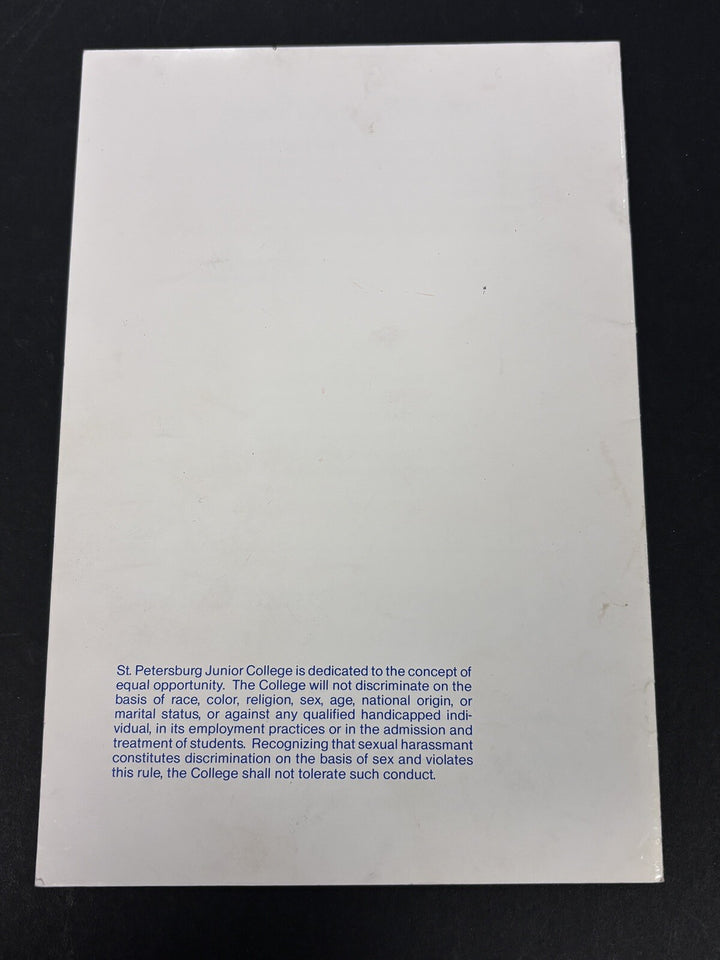 St. Petersburg Junior College is dedicated to the concept of
equal opportunity. The College will not discriminate on the
basis of race, color, religion, sex, age, national origin, or
marital status, or against any qualified handicapped indi-
vidual, in its employment practices or in the admission and
treatment of students. Recognizing that sexual harassmant
constitutes discrimination on the basis of sex and violates
this rule, the College shall not tolerate such conduct.